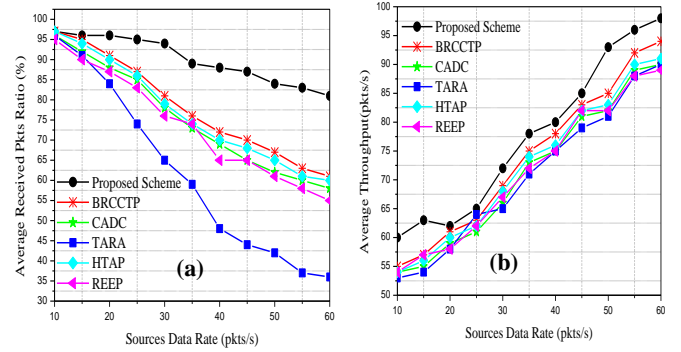 Average Received Pkts Ratio (%)
100
95
90
85
80
75
70
65
60
55
50
45
40
35
30
Proposed Scheme
BRCCTP
CADC
TARA
HTAP
REEP
(a)
10 20 30 40 50 60
Sources Data Rate (pkts/s)
Average Throughput(pkts/s)
100
95
90
85
80
75
70
65
60
55
50
Proposed Scheme
BRCCTP
CADC
TARA
HTAP
REEP
(b)
10 20 30 40 50 60
Sources Data Rate (pkts/s)